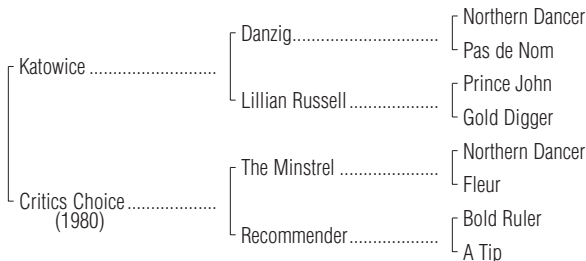 Northern Dancer
Danzig
Pas de Nom
Katowice
Prince John
Lillian Russell
Gold Digger
Northern Dancer
The Minstrel
Fleur
Critics Choice
(1980)
Bold Ruler
Recommender
A Tip